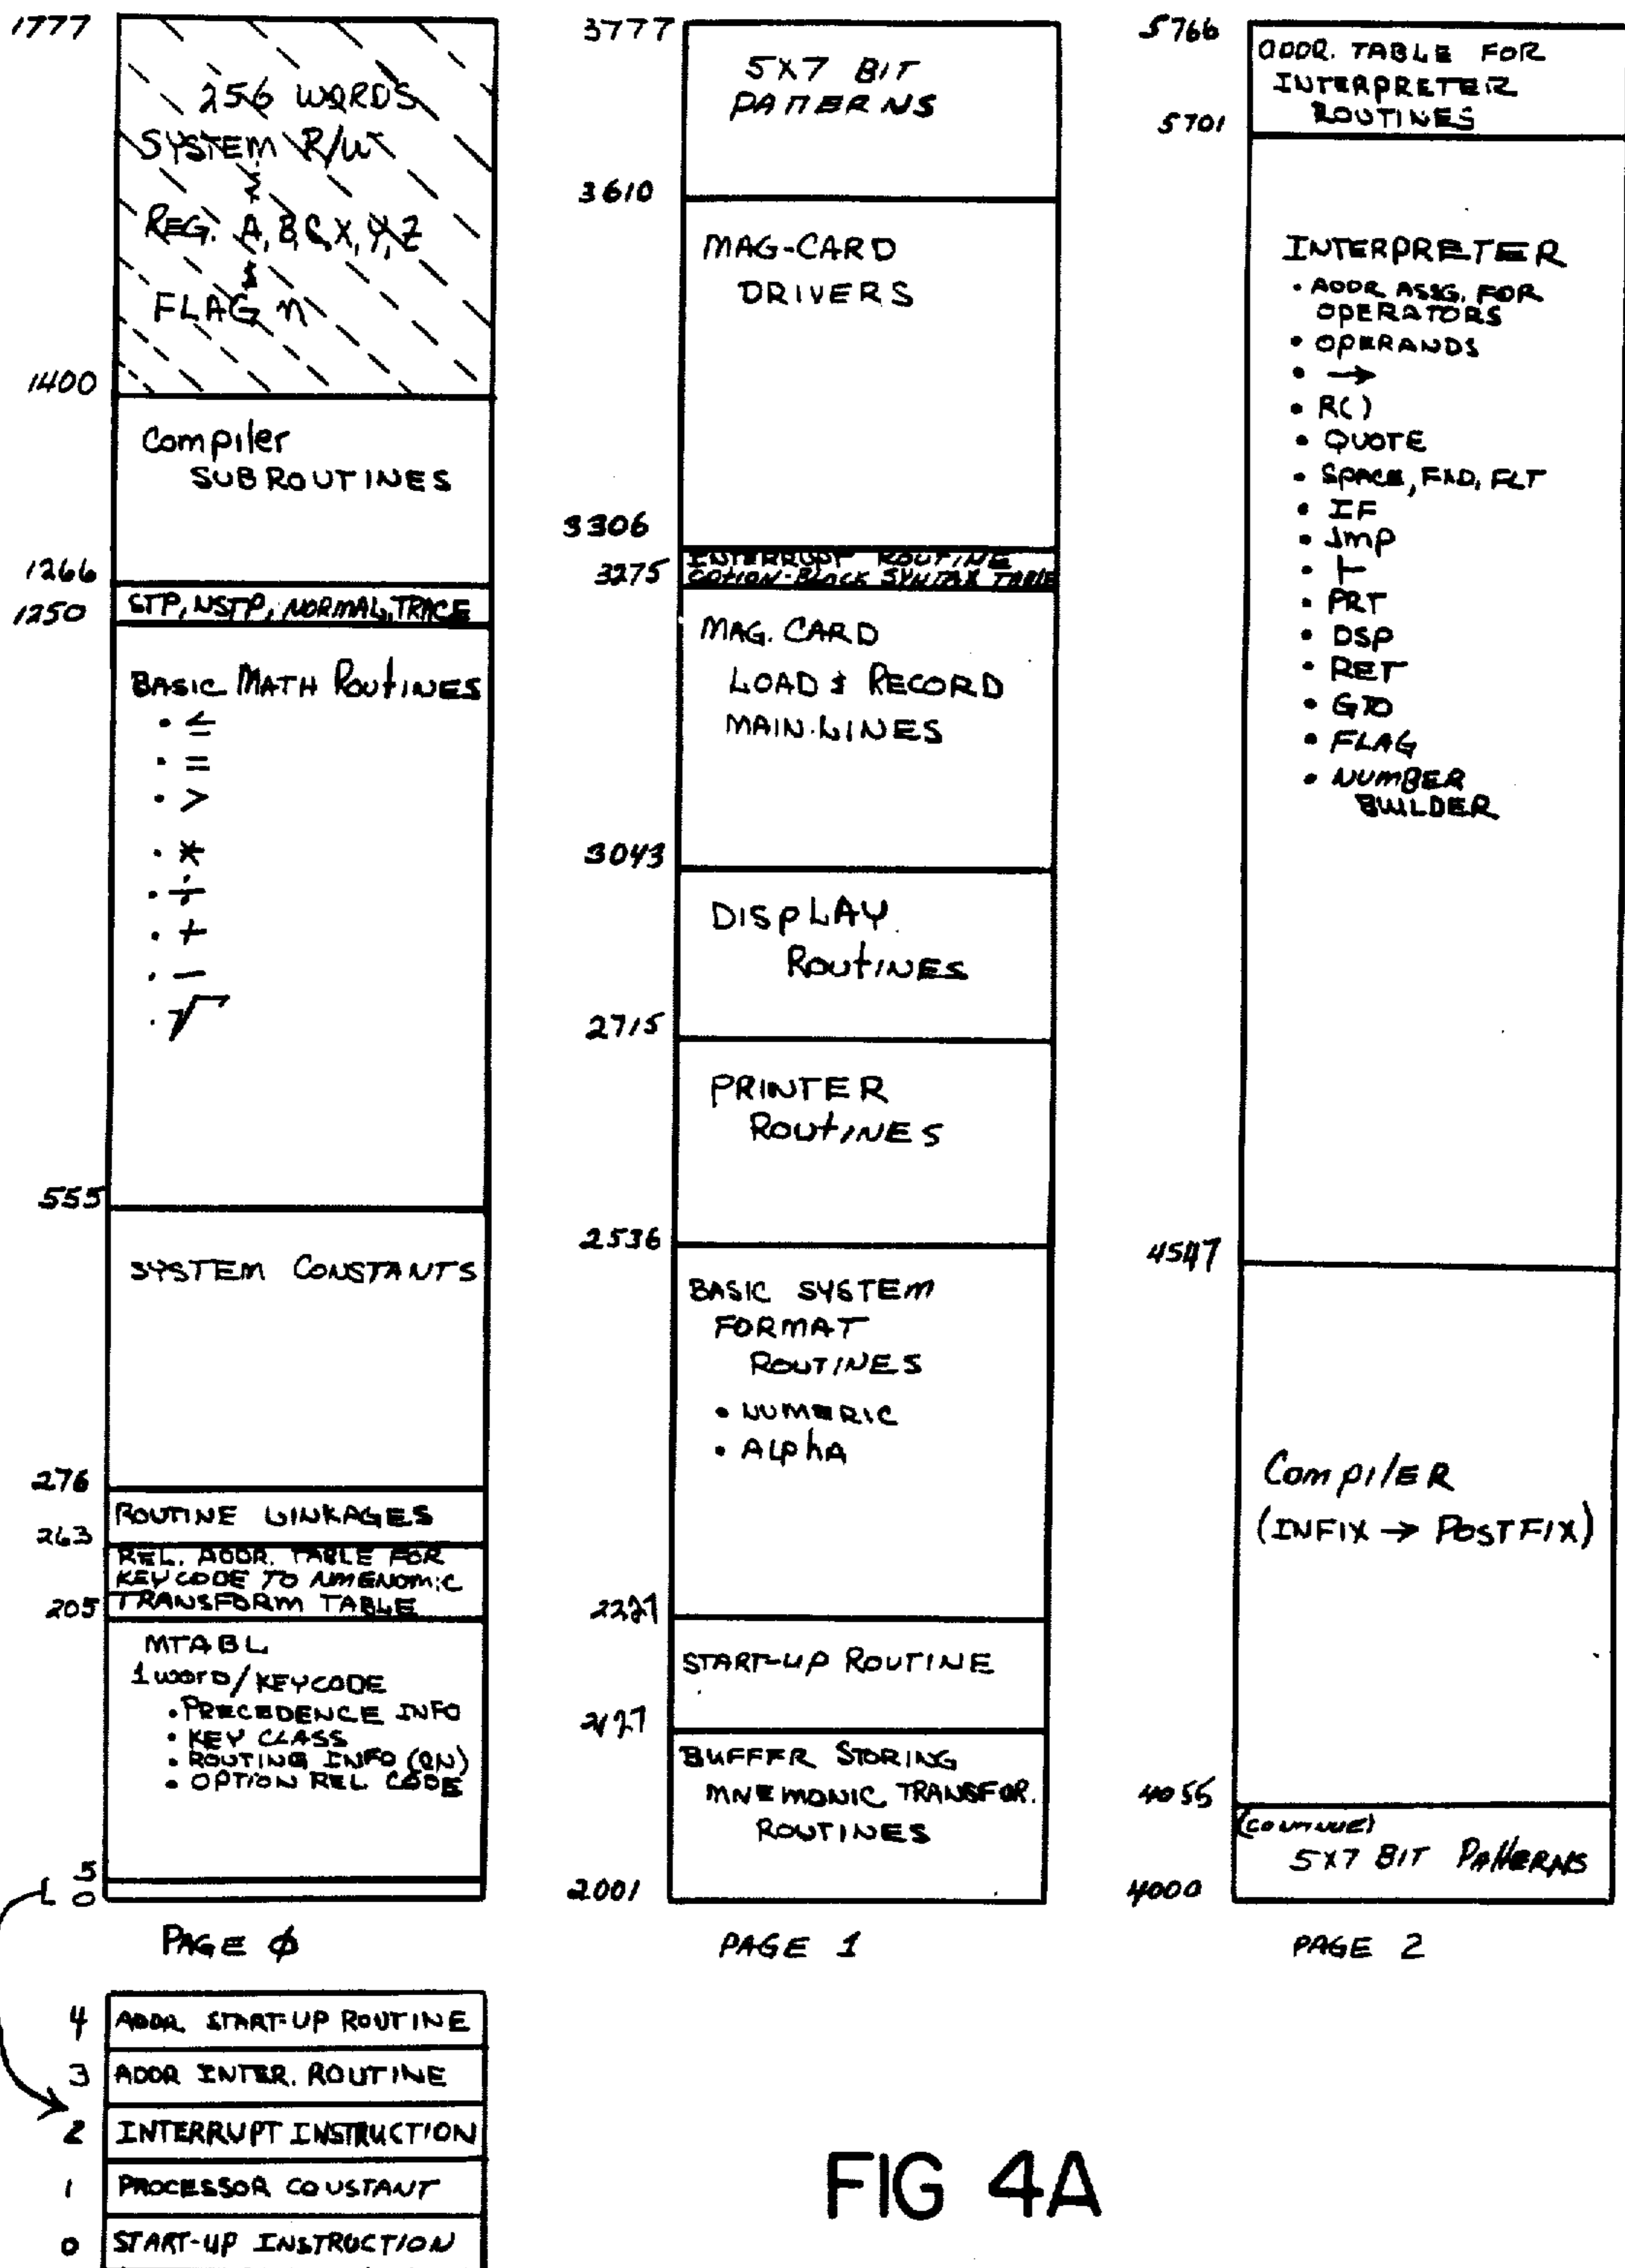 1777
256 WORDS
SYSTEM R/W
&
REG. A, B, C, X, Y, Z
&
FLAG n
1400
Compiler
SUBROUTINES
1266
STP, NSTP, NORMAL, TRACE
1250
BASIC MATH ROUTINES
• ≤
• =
• >
• *
• ÷
• +
• —
• √
555
SYSTEM CONSTANTS
276
ROUTINE LINKAGES
263
REL. ADDR. TABLE FOR
KEYCODE TO NMENOMIC
TRANSFORM TABLE
205
MTABL
1 WORD/KEYCODE
• PRECEDENCE INFO
• KEY CLASS
• ROUTING INFO (QN)
• OPTION REL CODE
5
0
PAGE ϕ
4 ADDR. START-UP ROUTINE
3 ADDR INTER. ROUTINE
2 INTERRUPT INSTRUCTION
1 PROCESSOR CONSTANT
0 START-UP INSTRUCTION
3777
5X7 BIT
PATTERNS
3610
MAG-CARD
DRIVERS
3306
INTERRUPT ROUTINE
SYNTAX TABLE
3275
MAG. CARD
LOAD & RECORD
MAIN-LINES
3043
DISPLAY
ROUTINES
2715
PRINTER
ROUTINES
2536
BASIC SYSTEM
FORMAT
ROUTINES
• NUMERIC
• ALPHA
START-UP ROUTINE
BUFFER STORING
MNEMONIC TRANSFOR.
ROUTINES
2001
PAGE 1
5766
ADDR. TABLE FOR
INTERPRETER
ROUTINES
5701
INTERPRETER
• ADDR ASSG. FOR
OPERATORS
• OPERANDS
• →
• R()
• QUOTE
• SPACE, FXD, FLT
• IF
• JMP
• ⊢
• PRT
• DSP
• RET
• GTO
• FLAG
• NUMBER
BUILDER
4547
Compiler
(INFIX → POSTFIX)
4055
(CONTINUE)
5X7 BIT PATTERNS
4000
PAGE 2
FIG 4A